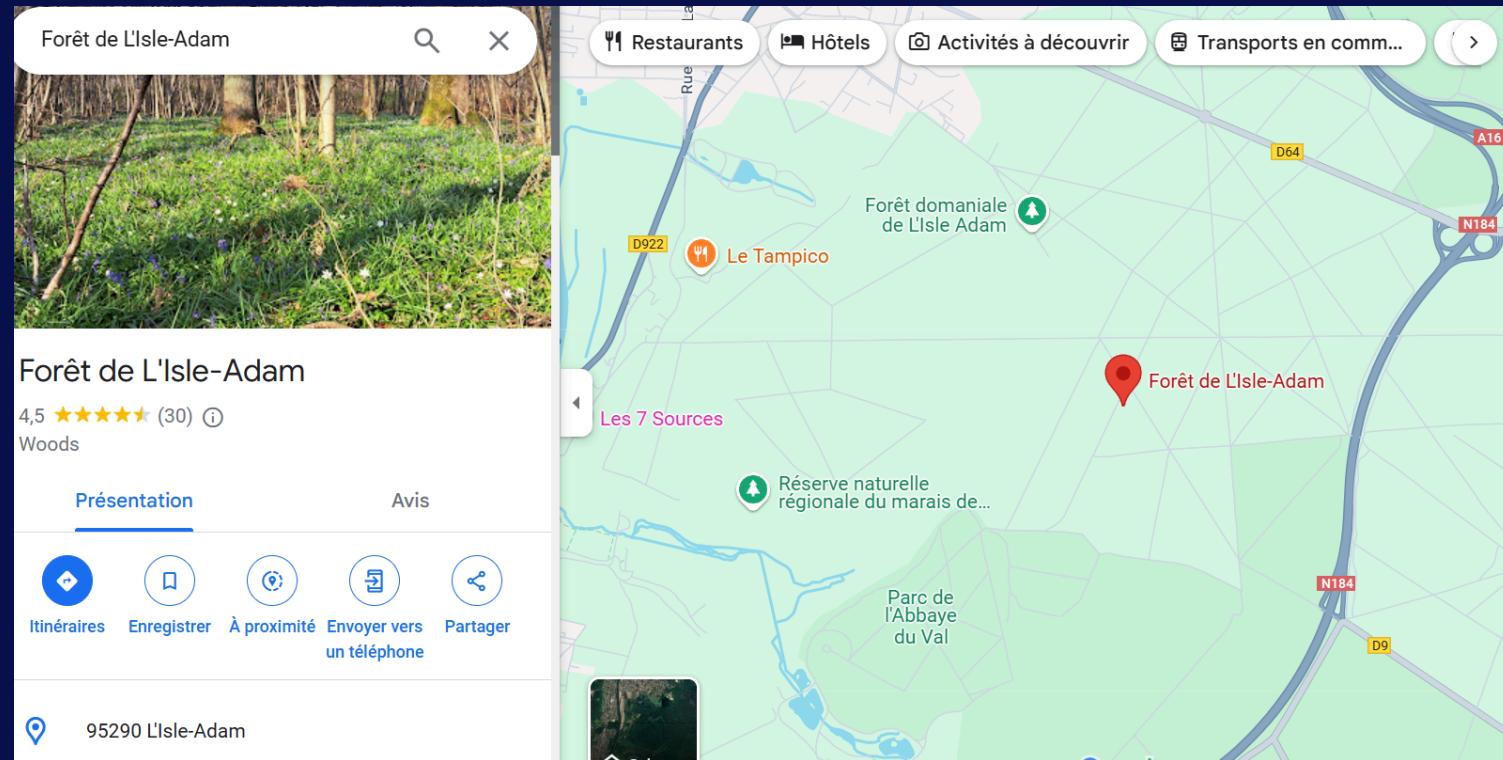 Forêt de L'Isle-Adam
Forêt de L'Isle-Adam
4,5
(30)
Woods
Présentation
Avis
Itinéraires
Enregistrer
À proximité
Envoyer vers
un téléphone
Partager
95290 L'Isle-Adam
Restaurants
Hôtels
Activités à découvrir
Transports en comm...
Rue
La
A16
D64
Forêt domaniale
de L'Isle Adam
N184
D922
Le Tampico
Forêt de L'Isle-Adam
Les 7 Sources
Réserve naturelle
régionale du marais de...
Parc de
l'Abbaye
du Val
N184
D9